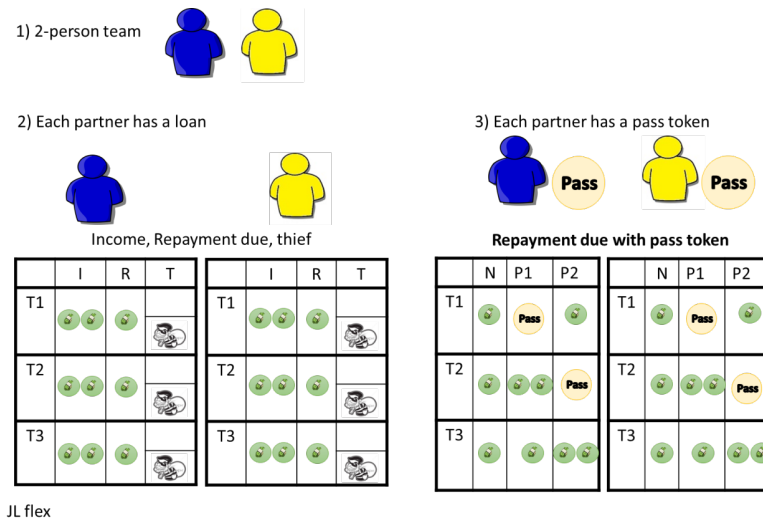 1) 2-person team
2) Each partner has a loan
3) Each partner has a pass token
Pass
Pass
Income, Repayment due, thief
Repayment due with pass token
I R T
I R T
N P1 P2
N P1 P2
T1
T1
T1 Pass
T1 Pass
T2
T2
T2 Pass
T2 Pass
T3
T3
T3
T3
JL flex